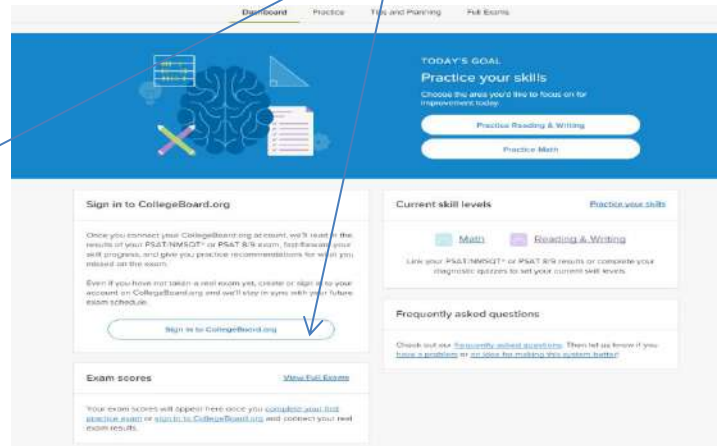 Dashboard Practice Tips and Planning Full Exams
TODAY'S GOAL
Practice your skills
Choose the area you'd like to focus on for
improvement today.
Practice Reading & Writing
Practice Math
Sign in to CollegeBoard.org
Once you connect your CollegeBoard.org account, we'll read in the
results of your PSAT/NMSQT® or PSAT 8/9 exam, fast-forward your
skill progress, and give you practice recommendations for what you
missed on the exam.
Even if you have not taken a real exam yet, create or sign in to your
account on CollegeBoard.org and we'll stay in sync with your future
exam schedule.
Sign in to CollegeBoard.org
Exam scores View Full Exams
Your exam scores will appear here once you complete your first
practice exam or sign in to CollegeBoard.org and connect your real
exam results.
Current skill levels Practice your skills
Math Reading & Writing
Link your PSAT/NMSQT® or PSAT 8/9 results or complete your
diagnostic quizzes to set your current skill levels
Frequently asked questions
Check out our frequently asked questions. Then let us know if you
have a problem or an idea for making this system better!